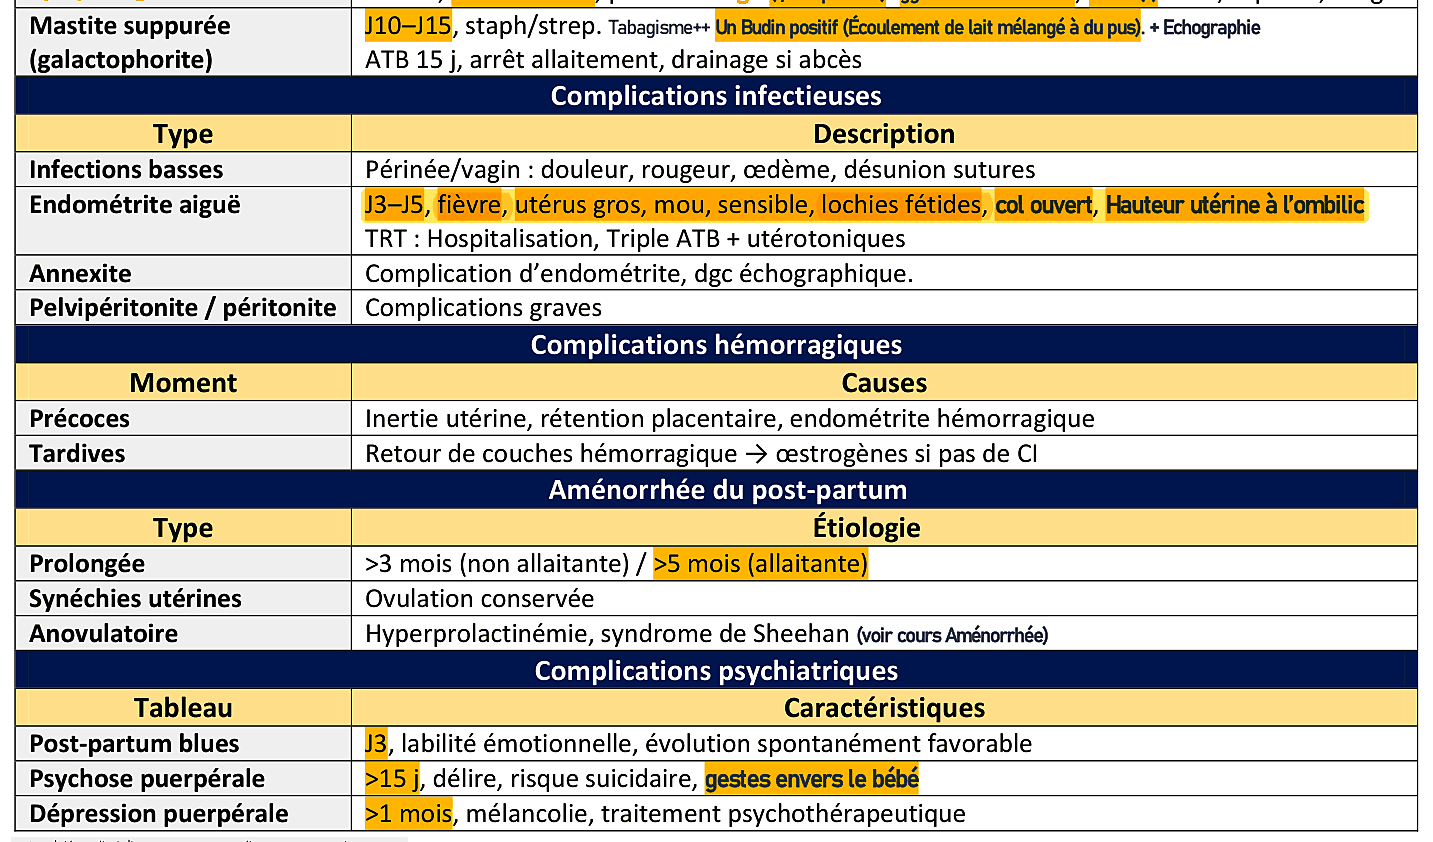 Mastite suppurée J10–J15, staph/strep. Tabagisme++ Un Budin positif (Écoulement de lait mélangé à du pus). + Echographie
(galactophorite) ATB 15 j, arrêt allaitement, drainage si abcès
Complications infectieuses
Type Description
Infections basses Périnée/vagin : douleur, rougeur, œdème, désunion sutures
Endométrite aiguë J3–J5, fièvre, utérus gros, mou, sensible, lochies fétides, col ouvert, Hauteur utérine à l’ombilic
TRT : Hospitalisation, Triple ATB + utérotoniques
Annexite Complication d’endométrite, dgc échographique.
Pelvipéritonite / péritonite Complications graves
Complications hémorragiques
Moment Causes
Précoces Inertie utérine, rétention placentaire, endométrite hémorragique
Tardives Retour de couches hémorragique → œstrogènes si pas de CI
Aménorrhée du post-partum
Type Étiologie
Prolongée >3 mois (non allaitante) / >5 mois (allaitante)
Synéchies utérines Ovulation conservée
Anovulatoire Hyperprolactinémie, syndrome de Sheehan (voir cours Aménorrhée)
Complications psychiatriques
Tableau Caractéristiques
Post-partum blues J3, labilité émotionnelle, évolution spontanément favorable
Psychose puerpérale >15 j, délire, risque suicidaire, gestes envers le bébé
Dépression puerpérale >1 mois, mélancolie, traitement psychothérapeutique